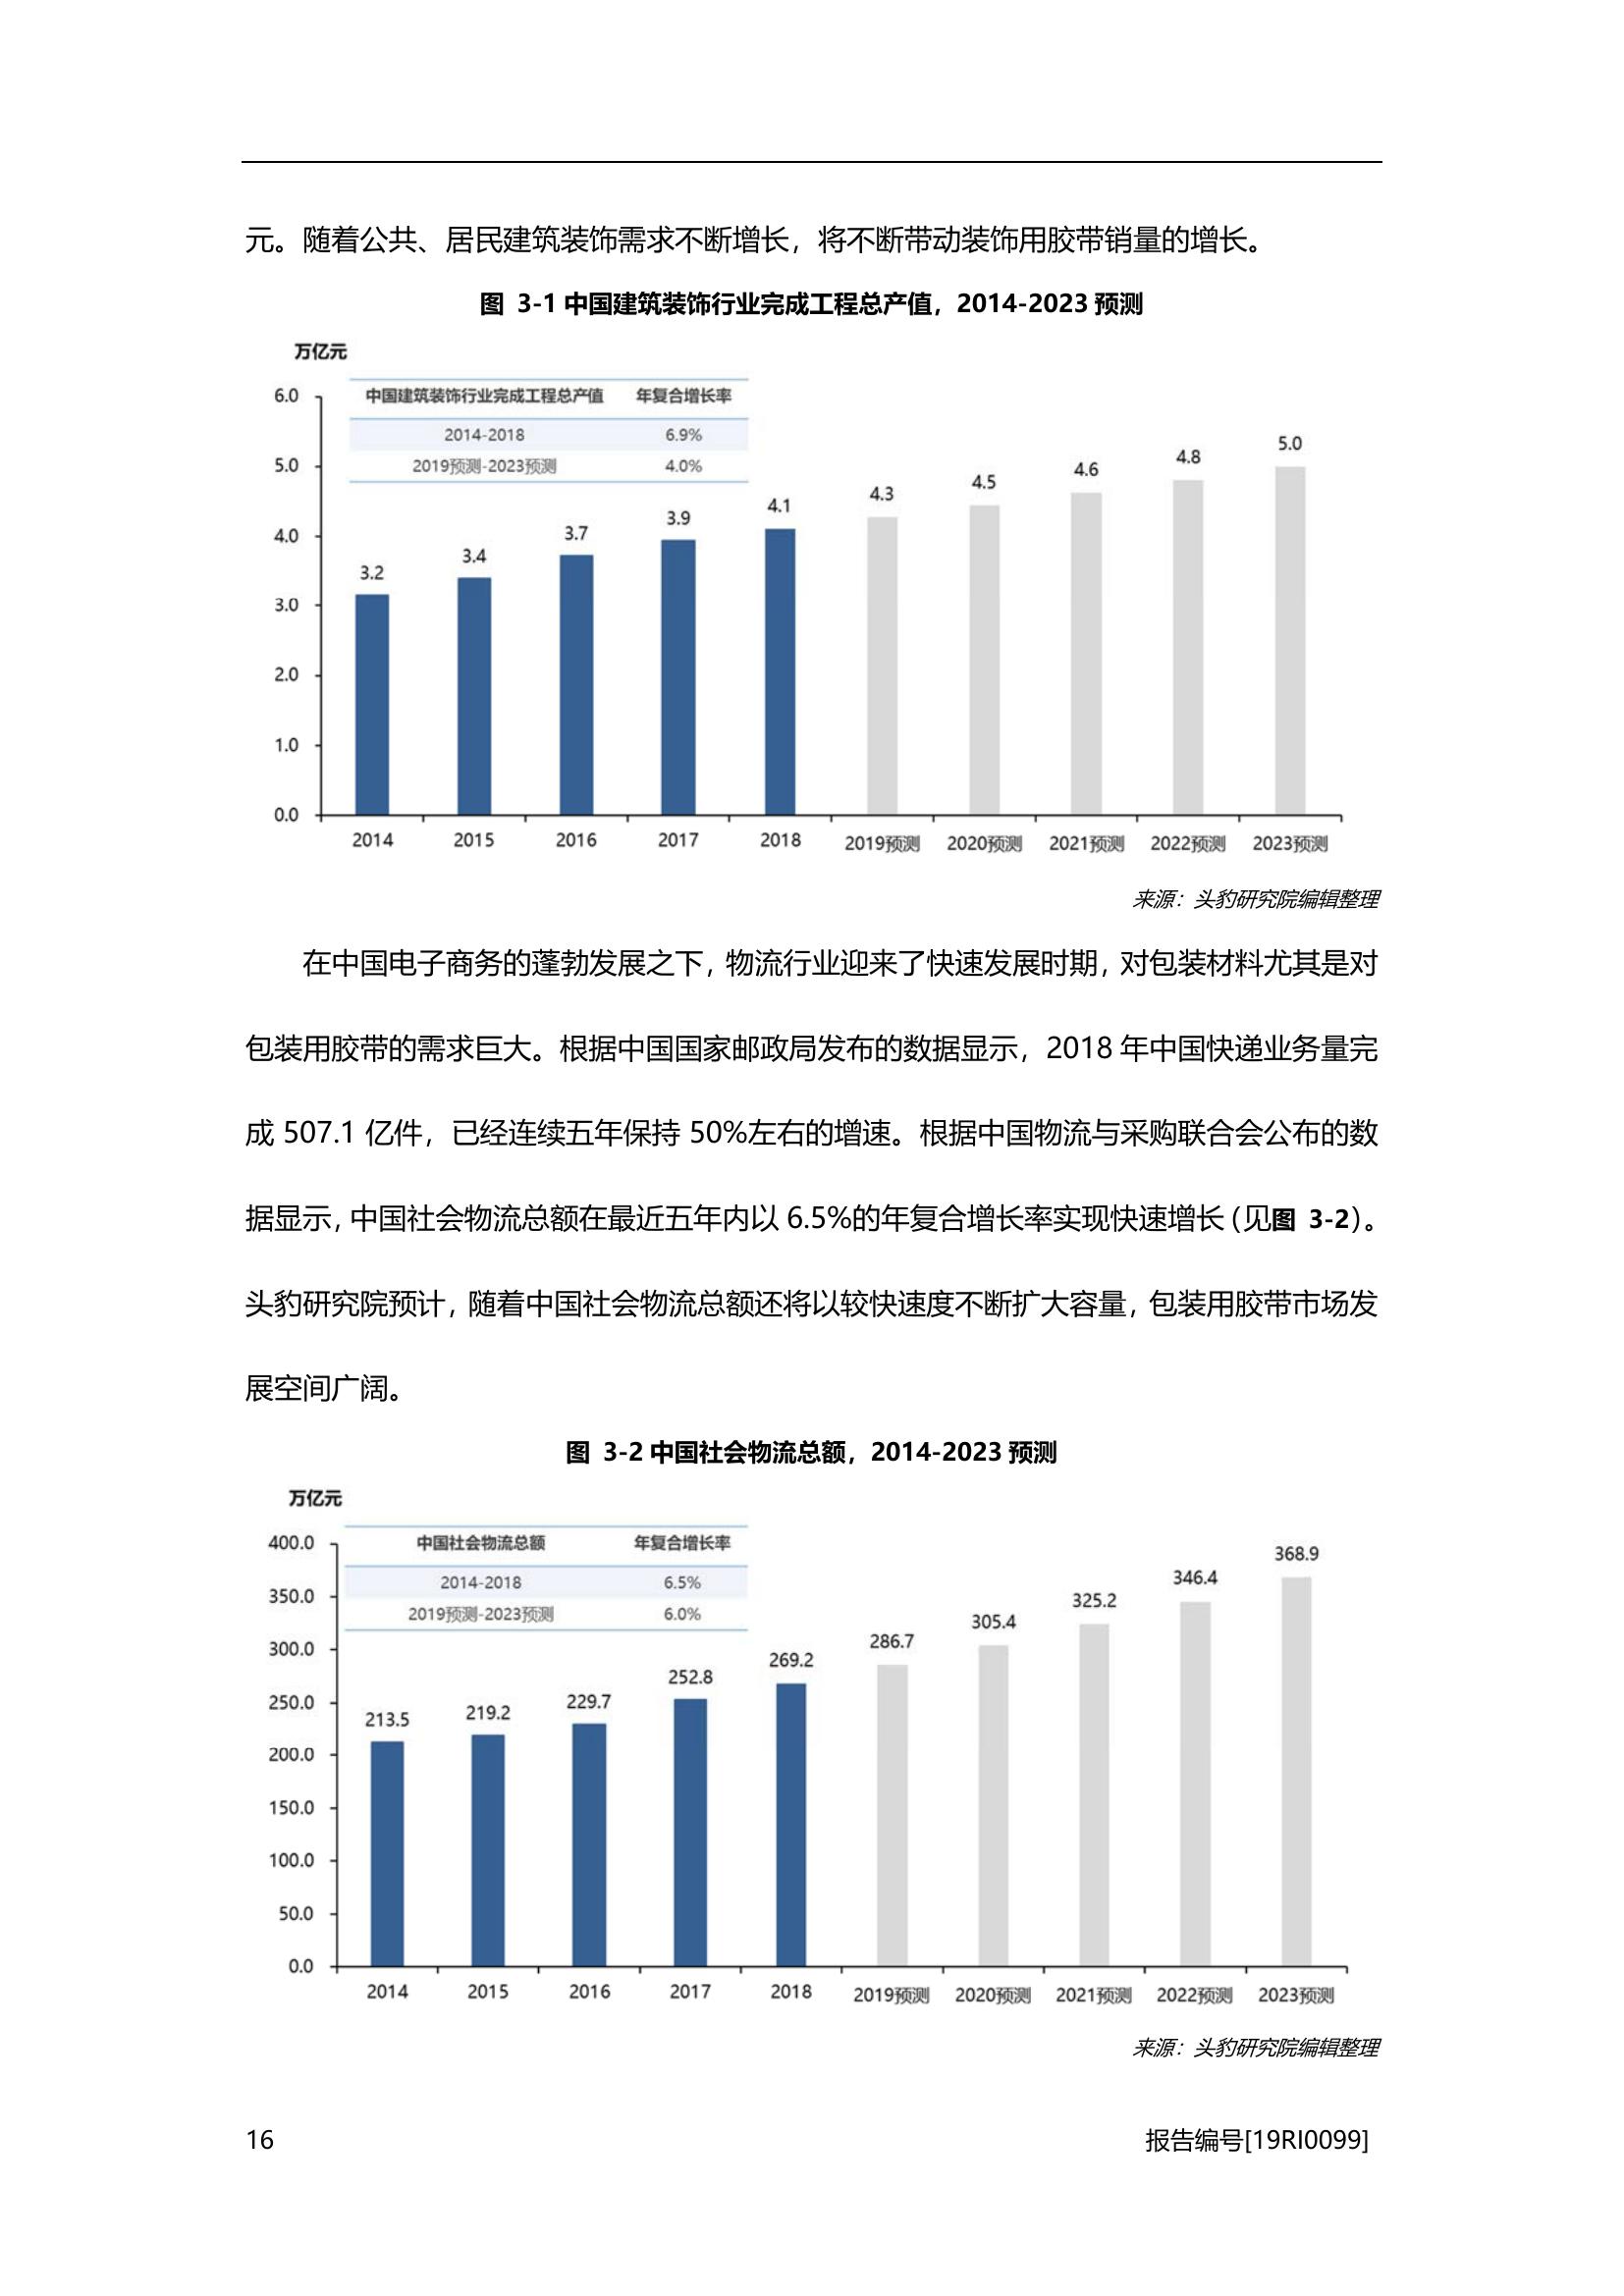 元。随着公共、居民建筑装饰需求不断增长，将不断带动装饰用胶带销量的增长。
图 3-1 中国建筑装饰行业完成工程总产值，2014-2023 预测
万亿元
中国建筑装饰行业完成工程总产值 年复合增长率
2014-2018 6.9%
2019预测-2023预测 4.0%
6.0
5.0
4.0
3.0
2.0
1.0
0.0
3.2 3.4 3.7 3.9 4.1 4.3 4.5 4.6 4.8 5.0
2014 2015 2016 2017 2018 2019预测 2020预测 2021预测 2022预测 2023预测
来源：头豹研究院编辑整理
在中国电子商务的蓬勃发展之下，物流行业迎来了快速发展时期，对包装材料尤其是对
包装用胶带的需求巨大。根据中国国家邮政局发布的数据显示，2018 年中国快递业务量完
成 507.1 亿件，已经连续五年保持 50%左右的增速。根据中国物流与采购联合会公布的数
据显示，中国社会物流总额在最近五年内以 6.5%的年复合增长率实现快速增长（见图 3-2）。
头豹研究院预计，随着中国社会物流总额还将以较快速度不断扩大容量，包装用胶带市场发
展空间广阔。
图 3-2 中国社会物流总额，2014-2023 预测
万亿元
中国社会物流总额 年复合增长率
2014-2018 6.5%
2019预测-2023预测 6.0%
400.0
350.0
300.0
250.0
200.0
150.0
100.0
50.0
0.0
213.5 219.2 229.7 252.8 269.2 286.7 305.4 325.2 346.4 368.9
2014 2015 2016 2017 2018 2019预测 2020预测 2021预测 2022预测 2023预测
来源：头豹研究院编辑整理
16 报告编号[19RI0099]